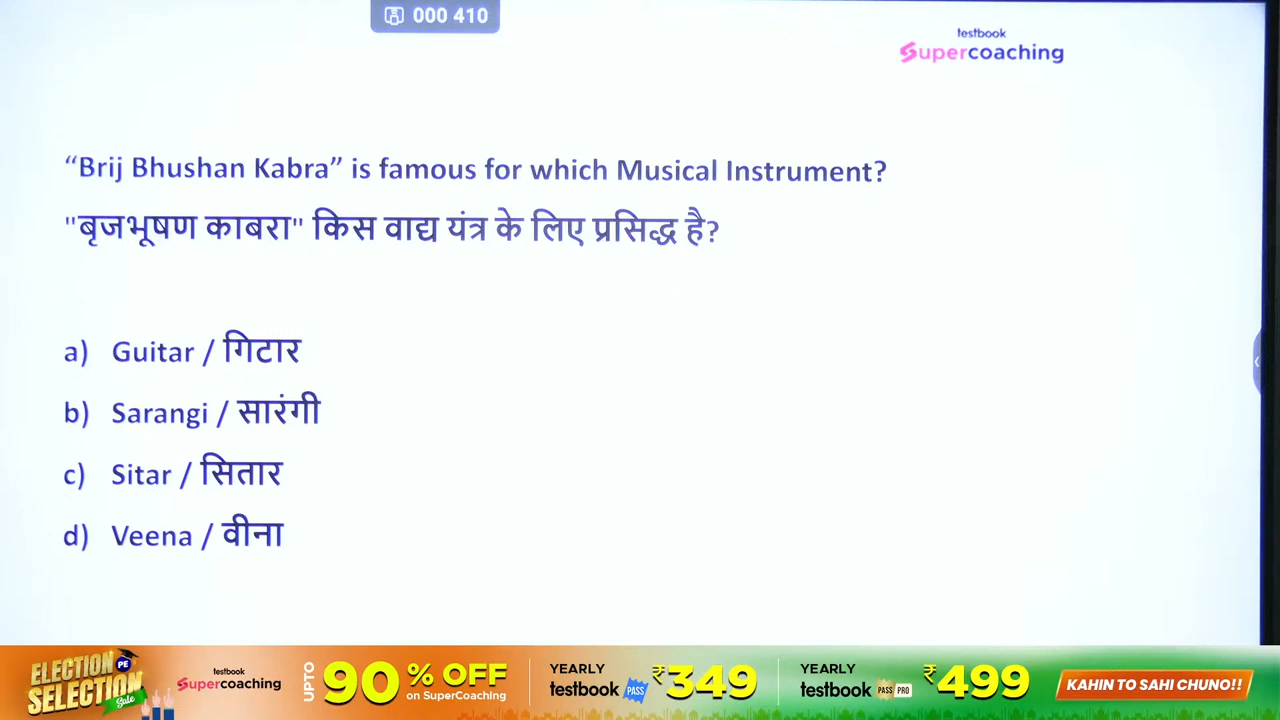 000 410
testbook
Supercoaching
“Brij Bhushan Kabra” is famous for which Musical Instrument?
"बृजभूषण काबरा" किस वाद्य यंत्र के लिए प्रसिद्ध है?
a) Guitar / गिटार
b) Sarangi / सारंगी
c) Sitar / सितार
d) Veena / वीना
ELECTION PE SELECTION Sale
testbook
Supercoaching
UPTO 90% OFF
on SuperCoaching
YEARLY
testbook PASS ₹349
YEARLY
testbook PASS PRO ₹499
KAHIN TO SAHI CHUNO!!